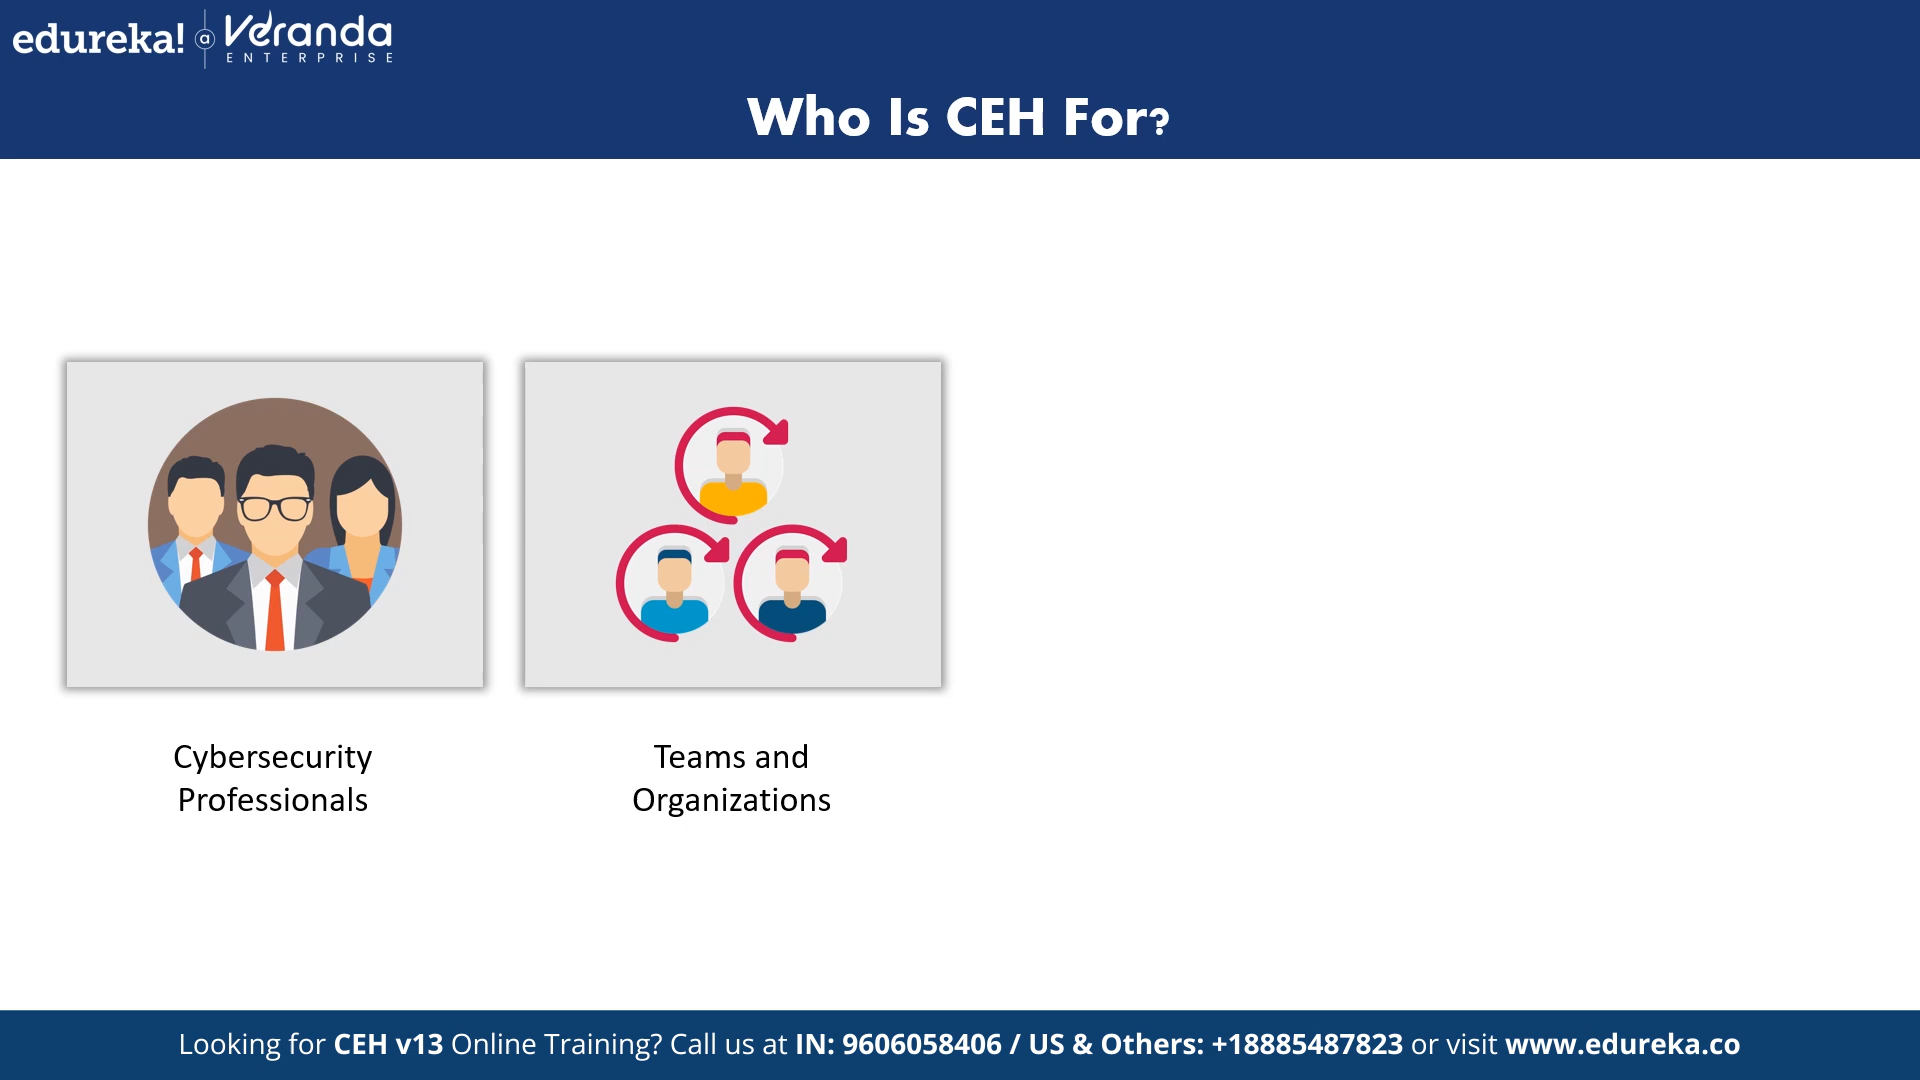 edureka! a Veranda
ENTERPRISE
Who Is CEH For?
Cybersecurity
Professionals
Teams and
Organizations
Looking for CEH v13 Online Training? Call us at IN: 9606058406 / US & Others: +18885487823 or visit www.edureka.co